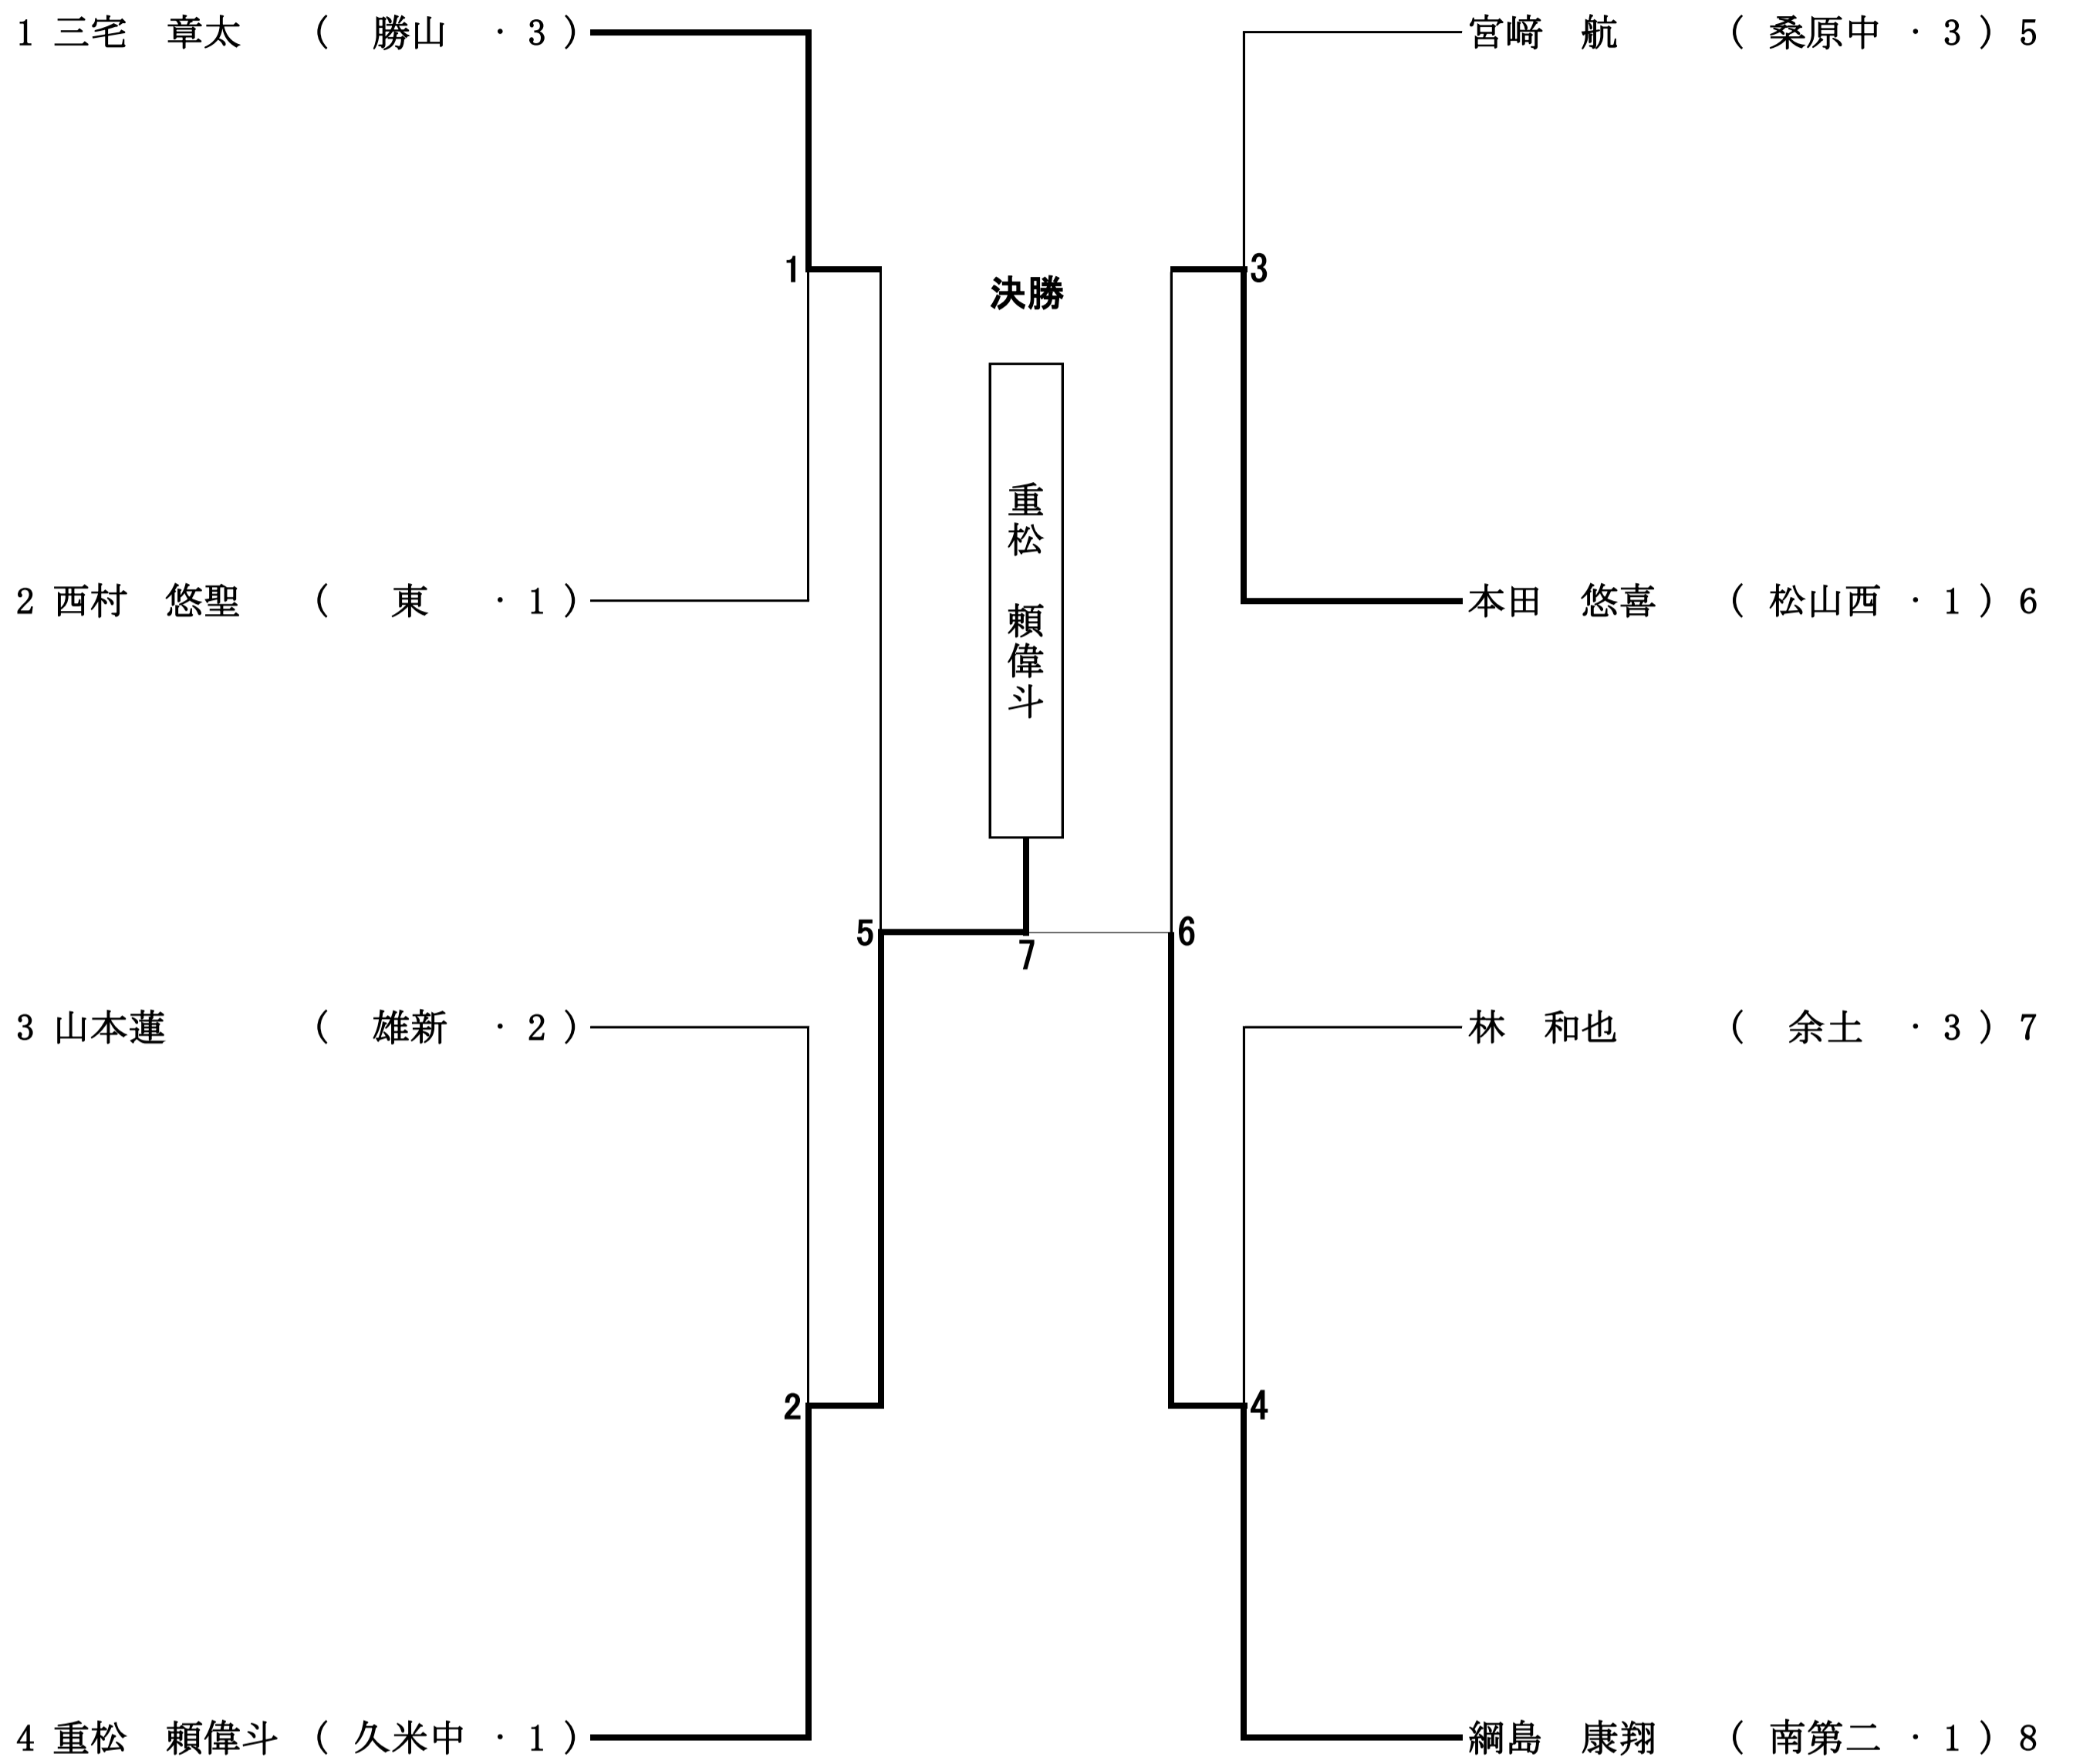 1 三宅　章太 ( 勝山 ・ 3 )
宮﨑　航 ( 桑原中 ・ 3 ) 5
1
3
決勝
重松　頼偉斗
2 西村　悠聖 ( 東 ・ 1 )
本田　悠喜 ( 松山西 ・ 1 ) 6
5
6
7
3 山本蓮 ( 雄新 ・ 2 )
林　和也 ( 余土 ・ 3 ) 7
2
4
4 重松　頼偉斗 ( 久米中 ・ 1 )
綱島　康翔 ( 南第二 ・ 1 ) 8